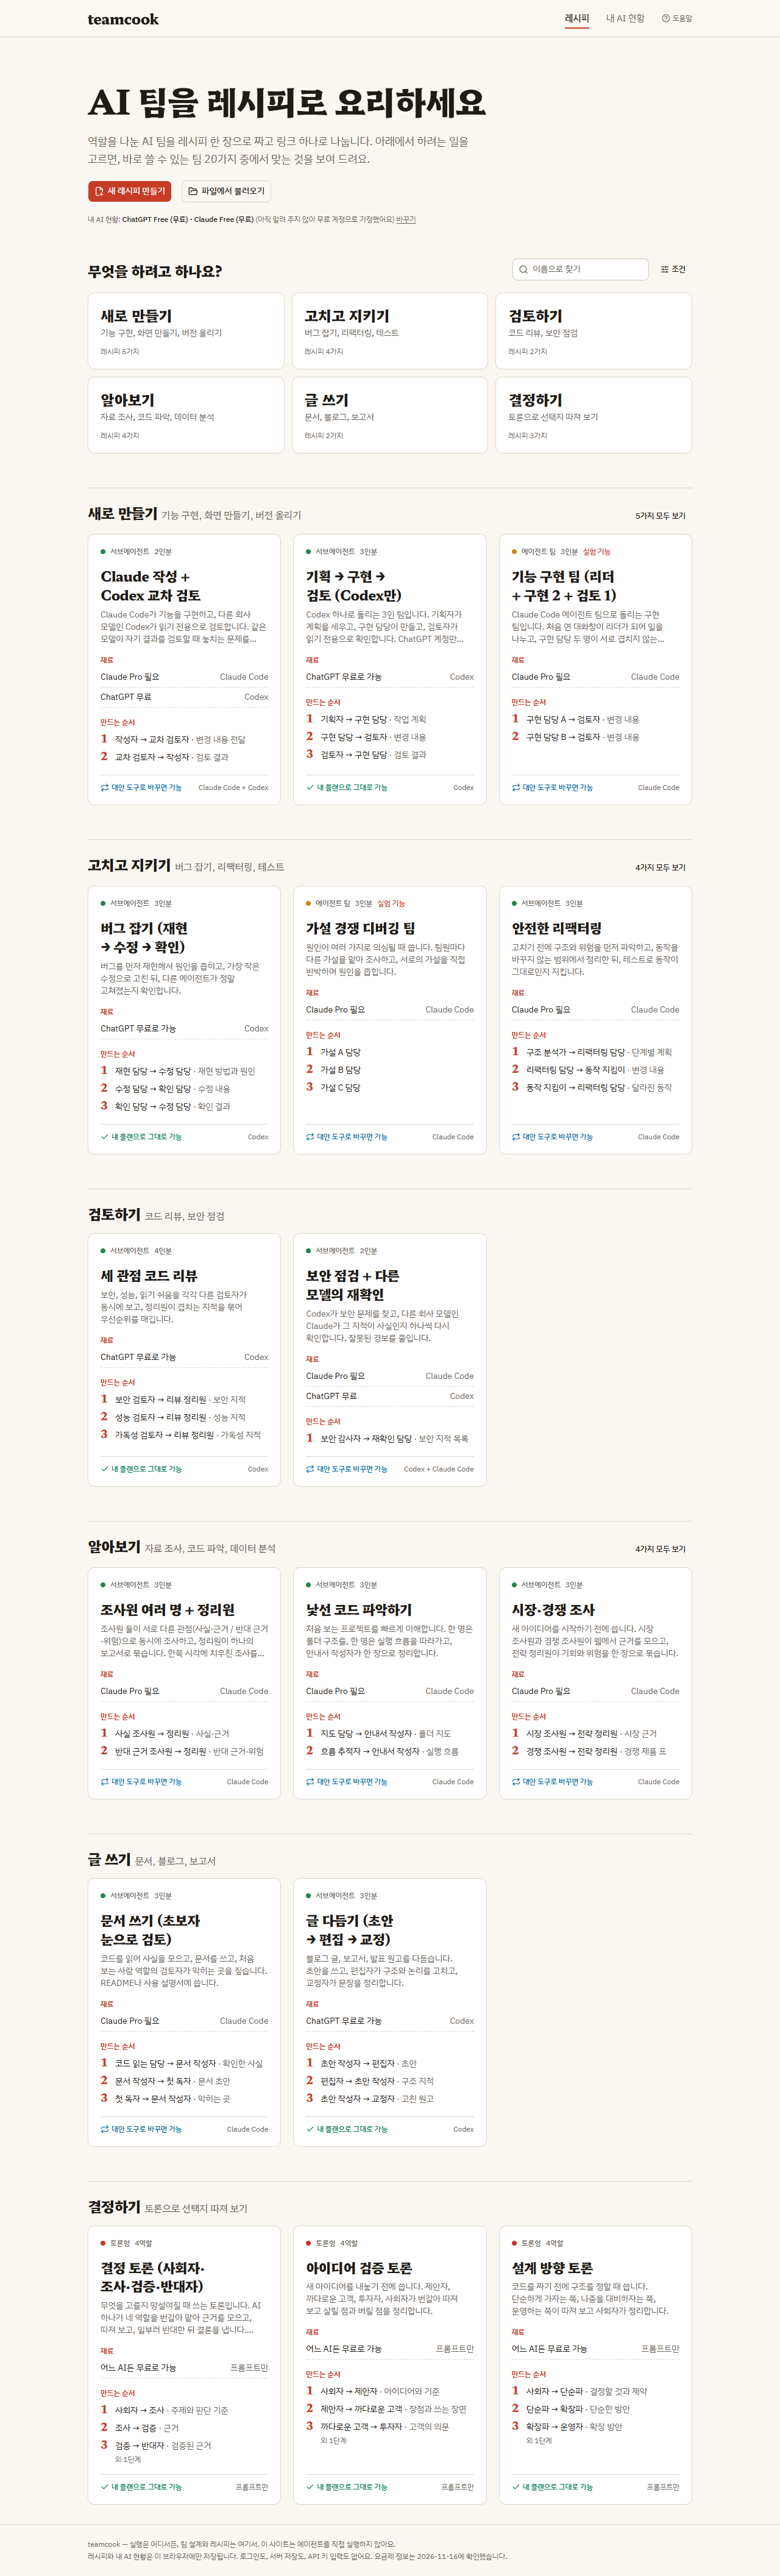 teamcook
레시피
내 AI 현황
도움말
AI 팀을 레시피로 요리하세요
역할을 나눈 AI 팀을 레시피 한 장으로 짜고 링크 하나로 나눕니다. 아래에서 하려는 일을
고르면, 바로 쓸 수 있는 팀 20가지 중에서 맞는 것을 보여 드려요.
새 레시피 만들기
파일에서 불러오기
내 AI 현황: ChatGPT Free (무료) · Claude Free (무료) (아직 알려 주지 않아 무료 계정으로 가정했어요) 바꾸기
무엇을 하려고 하나요?
이름으로 찾기
조건
새로 만들기
기능 구현, 화면 만들기, 버전 올리기
레시피 5가지
고치고 지키기
버그 잡기, 리팩터링, 테스트
레시피 4가지
검토하기
코드 리뷰, 보안 점검
레시피 2가지
알아보기
자료 조사, 코드 파악, 데이터 분석
레시피 4가지
글 쓰기
문서, 블로그, 보고서
레시피 2가지
결정하기
토론으로 선택지 따져 보기
레시피 3가지
새로 만들기 기능 구현, 화면 만들기, 버전 올리기
5가지 모두 보기
서브에이전트 2인분
Claude 작성 +
Codex 교차 검토
Claude Code가 기능을 구현하고, 다른 회사
모델인 Codex가 읽기 전용으로 검토합니다. 같은
모델이 자기 결과를 검토할 때 놓치는 문제를…
재료
Claude Pro 필요 Claude Code
ChatGPT 무료 Codex
만드는 순서
1 작성자 → 교차 검토자 · 변경 내용 전달
2 교차 검토자 → 작성자 · 검토 결과
대안 도구로 바꾸면 가능 Claude Code + Codex
서브에이전트 3인분
기획 → 구현 →
검토 (Codex만)
Codex 하나로 돌리는 3인 팀입니다. 기획자가
계획을 세우고, 구현 담당이 만들고, 검토자가
읽기 전용으로 확인합니다. ChatGPT 계정만…
재료
ChatGPT 무료로 가능 Codex
만드는 순서
1 기획자 → 구현 담당 · 작업 계획
2 구현 담당 → 검토자 · 변경 내용
3 검토자 → 구현 담당 · 검토 결과
내 플랜으로 그대로 가능 Codex
에이전트 팀 3인분 실험 기능
기능 구현 팀 (리더
+ 구현 2 + 검토 1)
Claude Code 에이전트 팀으로 돌리는 구현
팀입니다. 처음 연 대화창이 리더가 되어 일을
나누고, 구현 담당 두 명이 서로 겹치지 않는…
재료
Claude Pro 필요 Claude Code
만드는 순서
1 구현 담당 A → 검토자 · 변경 내용
2 구현 담당 B → 검토자 · 변경 내용
대안 도구로 바꾸면 가능 Claude Code
고치고 지키기 버그 잡기, 리팩터링, 테스트
4가지 모두 보기
서브에이전트 3인분
버그 잡기 (재현
→ 수정 → 확인)
버그를 먼저 재현해서 원인을 좁히고, 가장 작은
수정으로 고친 뒤, 다른 에이전트가 정말
고쳐졌는지 확인합니다.
재료
ChatGPT 무료로 가능 Codex
만드는 순서
1 재현 담당 → 수정 담당 · 재현 방법과 원인
2 수정 담당 → 확인 담당 · 수정 내용
3 확인 담당 → 수정 담당 · 확인 결과
내 플랜으로 그대로 가능 Codex
에이전트 팀 3인분 실험 기능
가설 경쟁 디버깅 팀
원인이 여러 가지로 의심될 때 씁니다. 팀원마다
다른 가설을 맡아 조사하고, 서로의 가설을 직접
반박하며 원인을 좁힙니다.
재료
Claude Pro 필요 Claude Code
만드는 순서
1 가설 A 담당
2 가설 B 담당
3 가설 C 담당
대안 도구로 바꾸면 가능 Claude Code
서브에이전트 3인분
안전한 리팩터링
고치기 전에 구조와 위험을 먼저 파악하고, 동작을
바꾸지 않는 범위에서 정리한 뒤, 테스트로 동작이
그대로인지 지킵니다.
재료
Claude Pro 필요 Claude Code
만드는 순서
1 구조 분석가 → 리팩터링 담당 · 단계별 계획
2 리팩터링 담당 → 동작 지킴이 · 변경 내용
3 동작 지킴이 → 리팩터링 담당 · 달라진 동작
대안 도구로 바꾸면 가능 Claude Code
검토하기 코드 리뷰, 보안 점검
서브에이전트 4인분
세 관점 코드 리뷰
보안, 성능, 읽기 쉬움을 각각 다른 검토자가
동시에 보고, 정리원이 겹치는 지적을 묶어
우선순위를 매깁니다.
재료
ChatGPT 무료로 가능 Codex
만드는 순서
1 보안 검토자 → 리뷰 정리원 · 보안 지적
2 성능 검토자 → 리뷰 정리원 · 성능 지적
3 가독성 검토자 → 리뷰 정리원 · 가독성 지적
내 플랜으로 그대로 가능 Codex
서브에이전트 2인분
보안 점검 + 다른
모델의 재확인
Codex가 보안 문제를 찾고, 다른 회사 모델인
Claude가 그 지적이 사실인지 하나씩 다시
확인합니다. 잘못된 경보를 줄입니다.
재료
Claude Pro 필요 Claude Code
ChatGPT 무료 Codex
만드는 순서
1 보안 감사자 → 재확인 담당 · 보안 지적 목록
대안 도구로 바꾸면 가능 Codex + Claude Code
알아보기 자료 조사, 코드 파악, 데이터 분석
4가지 모두 보기
서브에이전트 3인분
조사원 여러 명 + 정리원
조사원 둘이 서로 다른 관점(사실·근거 / 반대 근거
·위험)으로 동시에 조사하고, 정리원이 하나의
보고서로 묶습니다. 한쪽 시각에 치우친 조사를…
재료
Claude Pro 필요 Claude Code
만드는 순서
1 사실 조사원 → 정리원 · 사실·근거
2 반대 근거 조사원 → 정리원 · 반대 근거·위험
대안 도구로 바꾸면 가능 Claude Code
서브에이전트 3인분
낯선 코드 파악하기
처음 보는 프로젝트를 빠르게 이해합니다. 한 명은
폴더 구조를, 한 명은 실행 흐름을 따라가고,
안내서 작성자가 한 장으로 정리합니다.
재료
Claude Pro 필요 Claude Code
만드는 순서
1 지도 담당 → 안내서 작성자 · 폴더 지도
2 흐름 추적자 → 안내서 작성자 · 실행 흐름
대안 도구로 바꾸면 가능 Claude Code
서브에이전트 3인분
시장·경쟁 조사
새 아이디어를 시작하기 전에 씁니다. 시장
조사원과 경쟁 조사원이 웹에서 근거를 모으고,
전략 정리원이 기회와 위험을 한 장으로 묶습니다.
재료
Claude Pro 필요 Claude Code
만드는 순서
1 시장 조사원 → 전략 정리원 · 시장 근거
2 경쟁 조사원 → 전략 정리원 · 경쟁 제품 표
대안 도구로 바꾸면 가능 Claude Code
글 쓰기 문서, 블로그, 보고서
서브에이전트 3인분
문서 쓰기 (초보자
눈으로 검토)
코드를 읽어 사실을 모으고, 문서를 쓰고, 처음
보는 사람 역할의 검토자가 막히는 곳을 짚습니다.
README나 사용 설명서에 씁니다.
재료
Claude Pro 필요 Claude Code
만드는 순서
1 코드 읽는 담당 → 문서 작성자 · 확인한 사실
2 문서 작성자 → 첫 독자 · 문서 초안
3 첫 독자 → 문서 작성자 · 막히는 곳
대안 도구로 바꾸면 가능 Claude Code
서브에이전트 3인분
글 다듬기 (초안
→ 편집 → 교정)
블로그 글, 보고서, 발표 원고를 다듬습니다.
초안을 쓰고, 편집자가 구조와 논리를 고치고,
교정자가 문장을 정리합니다.
재료
ChatGPT 무료로 가능 Codex
만드는 순서
1 초안 작성자 → 편집자 · 초안
2 편집자 → 초안 작성자 · 구조 지적
3 초안 작성자 → 교정자 · 고친 원고
내 플랜으로 그대로 가능 Codex
결정하기 토론으로 선택지 따져 보기
토론형 4역할
결정 토론 (사회자·
조사·검증·반대자)
무엇을 고를지 망설여질 때 쓰는 토론입니다. AI
하나가 네 역할을 번갈아 맡아 근거를 모으고,
따져 보고, 일부러 반대한 뒤 결론을 냅니다.…
재료
어느 AI든 무료로 가능 프롬프트만
만드는 순서
1 사회자 → 조사 · 주제와 판단 기준
2 조사 → 검증 · 근거
3 검증 → 반대자 · 검증된 근거
외 1단계
내 플랜으로 그대로 가능 프롬프트만
토론형 4역할
아이디어 검증 토론
새 아이디어를 내놓기 전에 씁니다. 제안자,
까다로운 고객, 투자자, 사회자가 번갈아 따져
보고 살릴 점과 버릴 점을 정리합니다.
재료
어느 AI든 무료로 가능 프롬프트만
만드는 순서
1 사회자 → 제안자 · 아이디어와 기준
2 제안자 → 까다로운 고객 · 장점과 쓰는 장면
3 까다로운 고객 → 투자자 · 고객의 의문
외 1단계
내 플랜으로 그대로 가능 프롬프트만
토론형 4역할
설계 방향 토론
코드를 짜기 전에 구조를 정할 때 씁니다.
단순하게 가자는 쪽, 나중을 대비하자는 쪽,
운영하는 쪽이 따져 보고 사회자가 정리합니다.
재료
어느 AI든 무료로 가능 프롬프트만
만드는 순서
1 사회자 → 단순파 · 결정할 것과 제약
2 단순파 → 확장파 · 단순한 방안
3 확장파 → 운영자 · 확장 방안
외 1단계
내 플랜으로 그대로 가능 프롬프트만
teamcook — 실행은 어디서든, 팀 설계와 레시피는 여기서. 이 사이트는 에이전트를 직접 실행하지 않아요.
레시피와 내 AI 현황은 이 브라우저에만 저장됩니다. 로그인도, 서버 저장도, API 키 입력도 없어요. 요금제 정보는 2026-11-16에 확인했습니다.